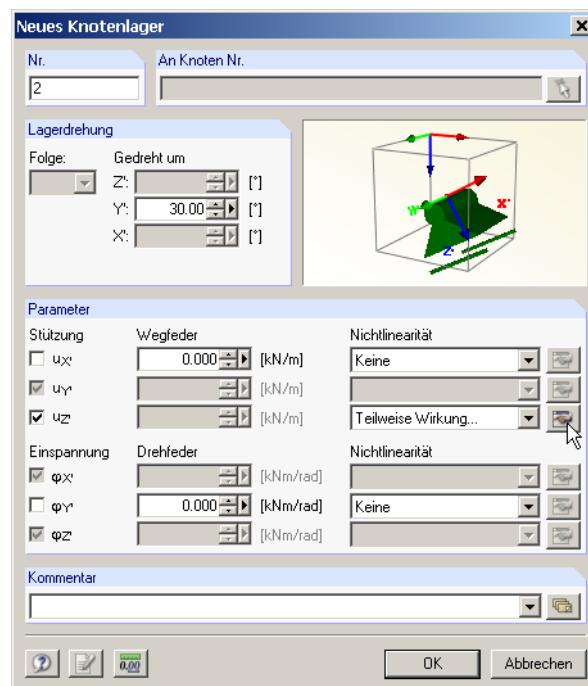 Neues Knotenlager
Nr.
An Knoten Nr.
2
Lagerdrehung
Folge:
Gedreht um
Z': [°]
Y': 30.00 [°]
X': [°]
Y'
X'
Z'
Parameter
Stützung Wegfeder Nichtlinearität
uX' 0.000 [kN/m] Keine
uY' [kN/m]
uZ' [kN/m] Teilweise Wirkung...
Einspannung Drehfeder Nichtlinearität
φX' [kNm/rad]
φY' 0.000 [kNm/rad] Keine
φZ' [kNm/rad]
Kommentar
0.00
OK Abbrechen